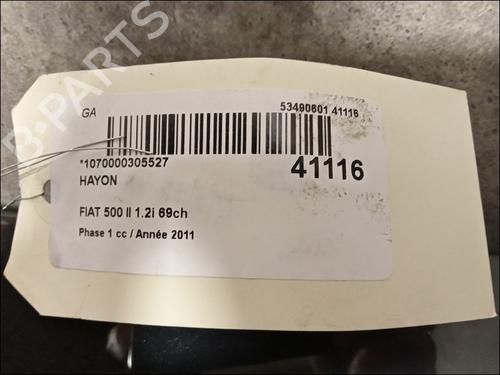 B-PARTS
GA
53490601 41116
*1070000305527
41116
HAYON
FIAT 500 II 1.2i 69ch
Phase 1 cc / Année 2011